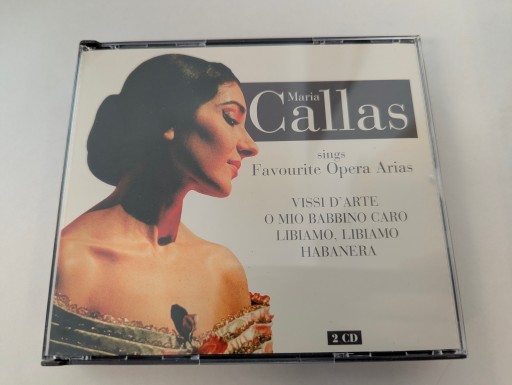 Maria
Callas
sings
Favourite Opera Arias
VISSI D'ARTE
O MIO BABBINO CARO
LIBIAMO, LIBIAMO
HABANERA
2 CD